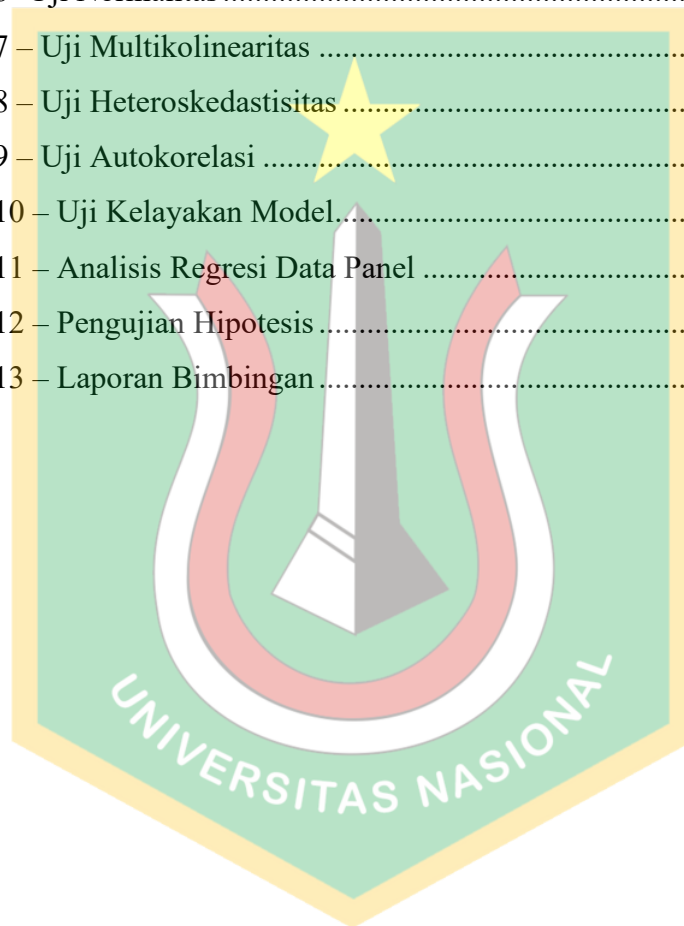 7 – Uji Multikolinearitas ....................................................
8 – Uji Heteroskedastisitas .................................................
9 – Uji Autokorelasi ...........................................................
10 – Uji Kelayakan Model..................................................
11 – Analisis Regresi Data Panel ......................................
12 – Pengujian Hipotesis ....................................................
13 – Laporan Bimbingan ....................................................
UNIVERSITAS NASIONAL